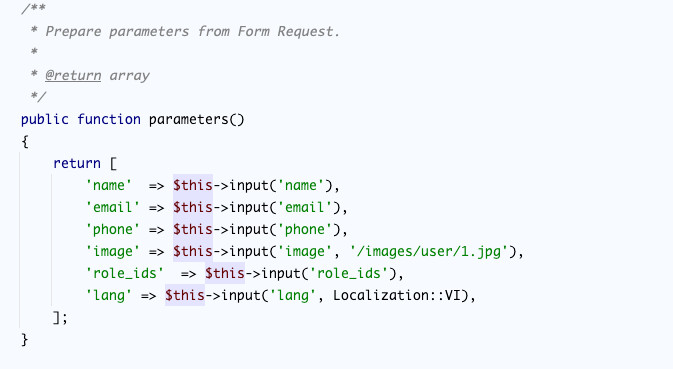 /**
 * Prepare parameters from Form Request.
 *
 * @return array
 */
public function parameters()
{
    return [
        'name'  => $this->input('name'),
        'email' => $this->input('email'),
        'phone' => $this->input('phone'),
        'image' => $this->input('image', '/images/user/1.jpg'),
        'role_ids'  => $this->input('role_ids'),
        'lang' => $this->input('lang', Localization::VI),
    ];
}